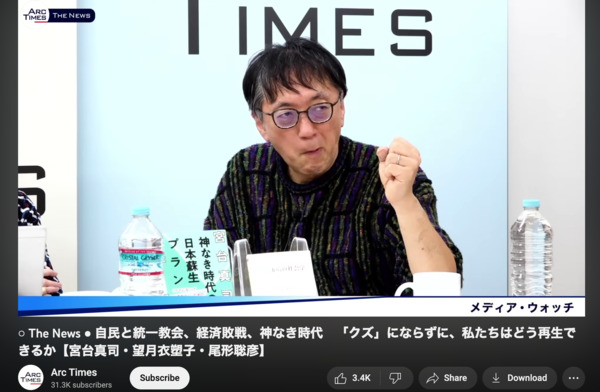 ARC TIMES THE NEWS
TIMES
ES
CRYSTAL GEYSER
宮台真司
神なき時代の
日本蘇生
プラン
メディア・ウォッチ
○ The News ● 自民と統一教会、経済敗戦、神なき時代　「クズ」にならずに、私たちはどう再生で
きるか【宮台真司・望月衣塑子・尾形聡彦】
Arc Times
31.3K subscribers
Subscribe
3.4K
Share
Download